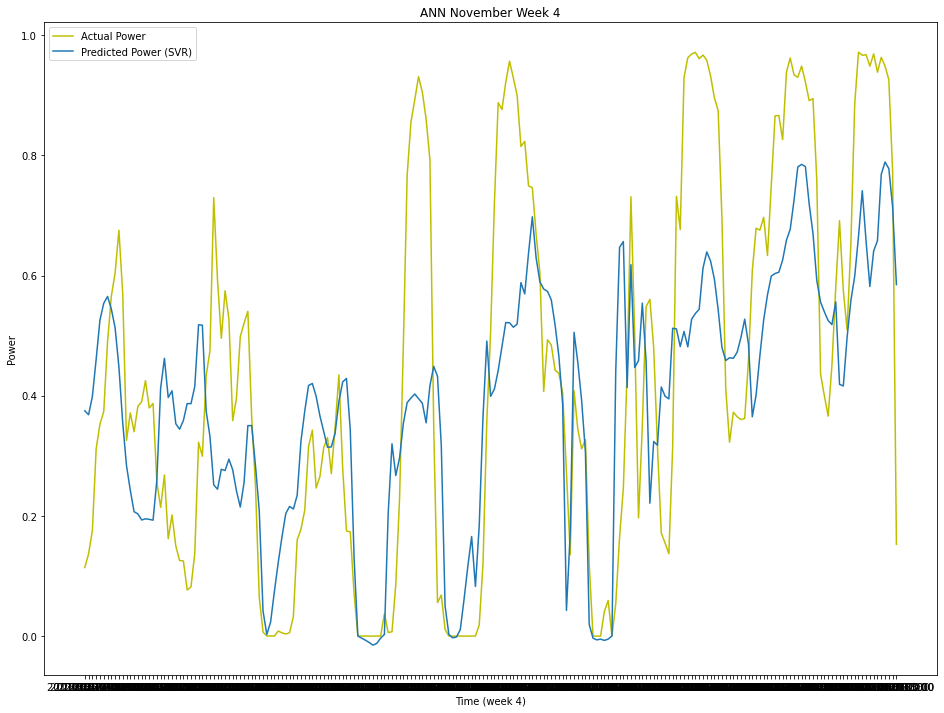 ANN November Week 4
Actual Power
Predicted Power (SVR)
1.0
0.8
0.6
0.4
0.2
0.0
Power
Time (week 4)